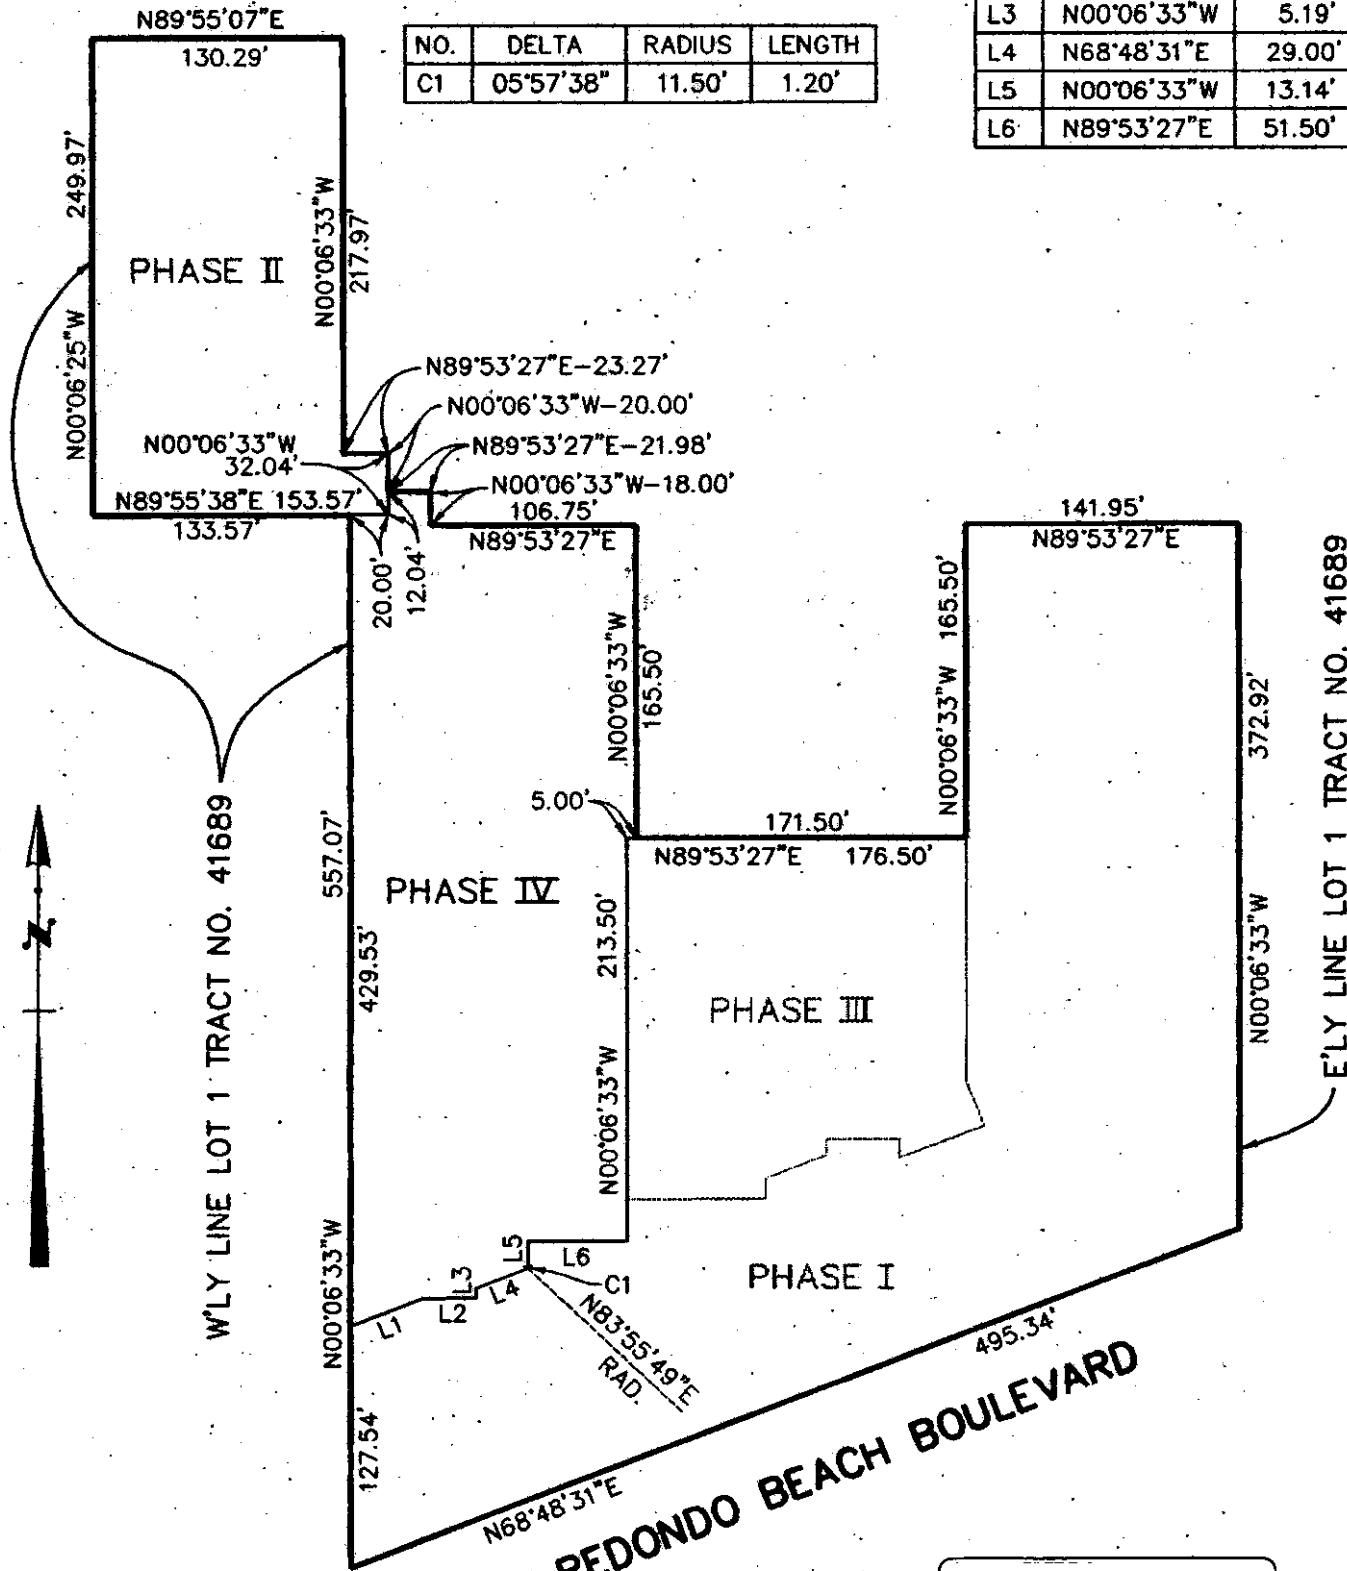 N89°55'07"E
130.29'
NO. DELTA RADIUS LENGTH
C1 05°57'38" 11.50' 1.20'
L3 N00°06'33"W 5.19'
L4 N68°48'31"E 29.00'
L5 N00°06'33"W 13.14'
L6 N89°53'27"E 51.50'
249.97'
N00°06'25"W
PHASE II
N00°06'33"W
217.97'
N89°53'27"E-23.27'
N00°06'33"W-20.00'
N89°53'27"E-21.98'
N00°06'33"W-18.00'
N00°06'33"W
32.04'
N89°55'38"E 153.57'
133.57'
20.00'
12.04'
106.75'
N89°53'27"E
N00°06'33"W
165.50'
141.95'
N89°53'27"E
N00°06'33"W 165.50'
372.92'
N00°06'33"W
E'LY LINE LOT 1 TRACT NO. 41689
5.00'
171.50'
N89°53'27"E 176.50'
W'LY LINE LOT 1 TRACT NO. 41689
557.07'
429.53'
PHASE IV
213.50'
N00°06'33"W
PHASE III
N
N00°06'33"W
127.54'
L1
L2
L3
L4
L5
L6
C1
N83°55'49"E
RAD.
PHASE I
495.34'
N68°48'31"E
REDONDO BEACH BOULEVARD